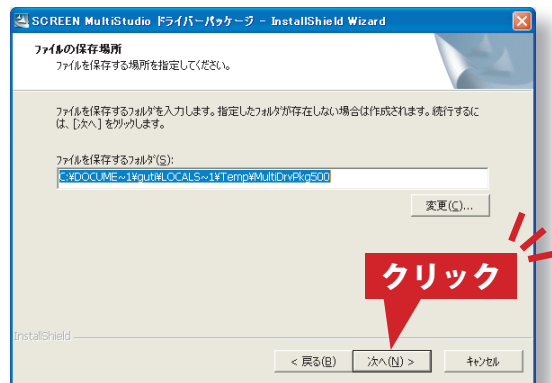 SCREEN MultiStudio ドライバーパッケージ - InstallShield Wizard
ファイルの保存場所
ファイルを保存する場所を指定してください。
ファイルを保存するフォルダを入力します。指定したフォルダが存在しない場合は作成されます。続行するに
は、[次へ] をクリックします。
ファイルを保存するフォルダ(S):
C:¥DOCUME~1¥guti¥LOCALS~1¥Temp¥MultiDrvPkg500
変更(C)...
クリック
InstallShield
< 戻る(B)
次へ(N) >
キャンセル